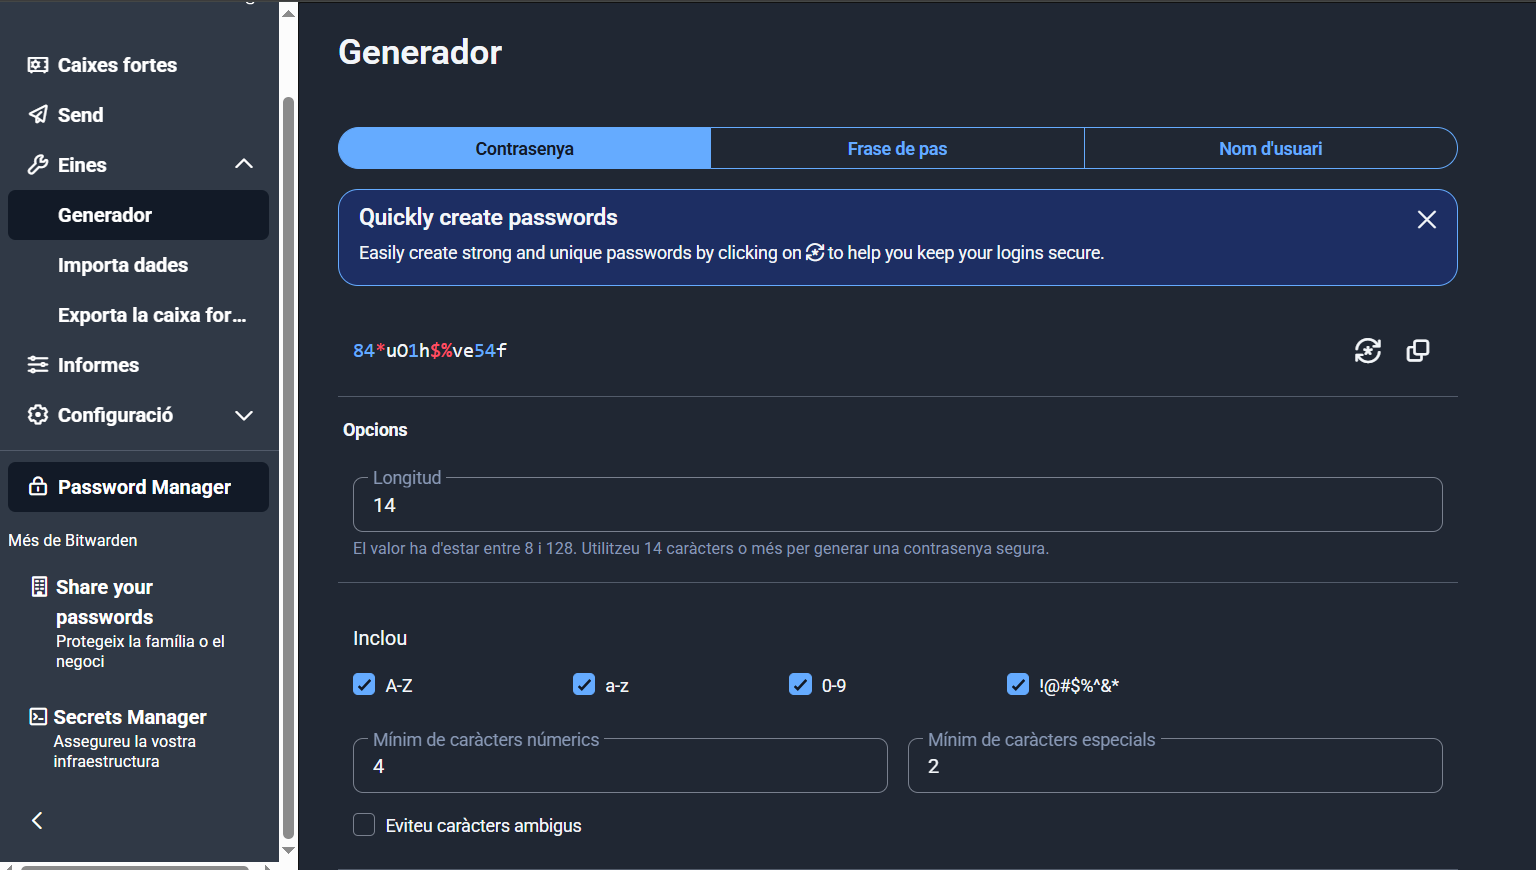 Caixes fortes
Send
Eines
Generador
Importa dades
Exporta la caixa for...
Informes
Configuració
Password Manager
Més de Bitwarden
Share your
passwords
Protegeix la família o el
negoci
Secrets Manager
Assegureu la vostra
infraestructura
Generador
Contrasenya
Frase de pas
Nom d'usuari
Quickly create passwords
Easily create strong and unique passwords by clicking on to help you keep your logins secure.
84*uO1h$%ve54f
Opcions
Longitud
14
El valor ha d'estar entre 8 i 128. Utilitzeu 14 caràcters o més per generar una contrasenya segura.
Inclou
A-Z
a-z
0-9
!@#$%^&*
Mínim de caràcters númerics
4
Mínim de caràcters especials
2
Eviteu caràcters ambigus